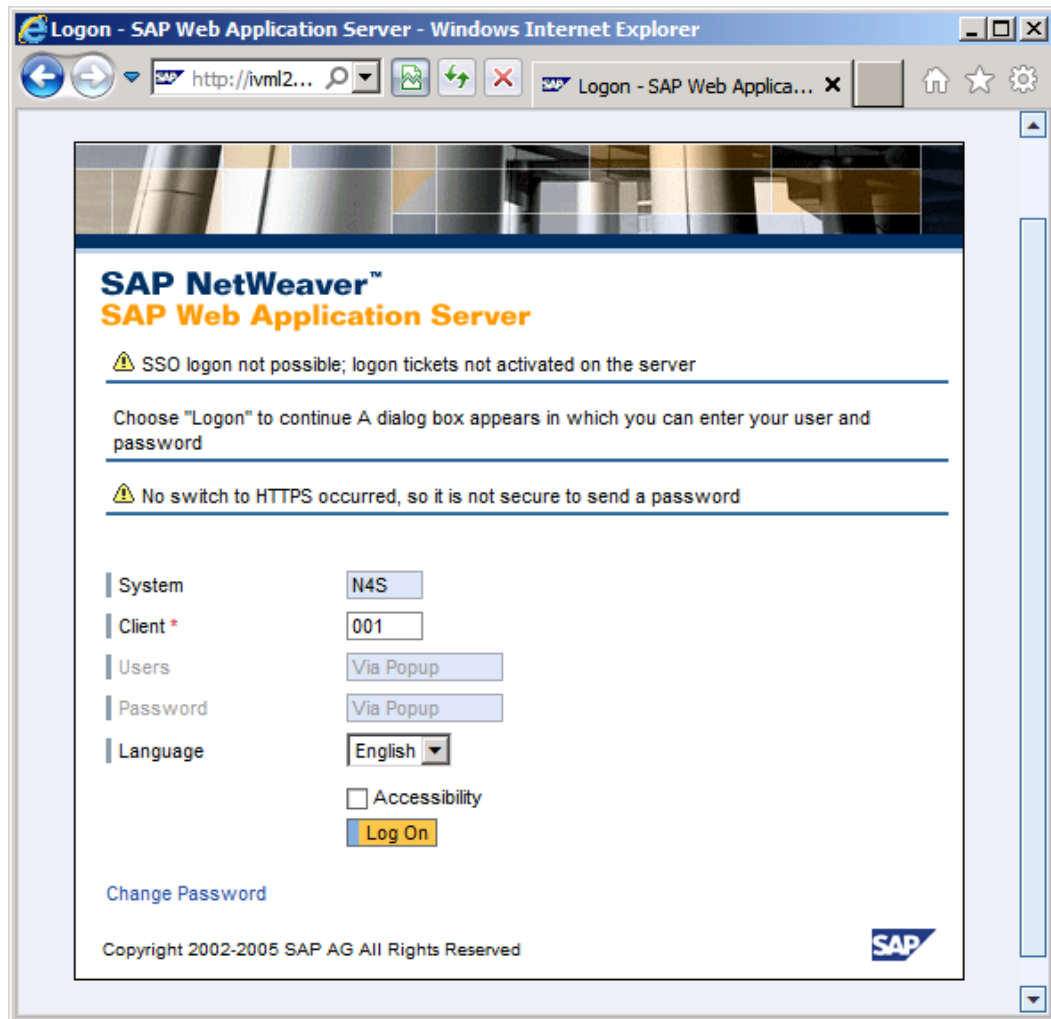 Logon - SAP Web Application Server - Windows Internet Explorer
SAP http://ivml2... SAP Logon - SAP Web Applica...
SAP NetWeaver™
SAP Web Application Server
SSO logon not possible; logon tickets not activated on the server
Choose "Logon" to continue A dialog box appears in which you can enter your user and
password
No switch to HTTPS occurred, so it is not secure to send a password
System N4S
Client * 001
Users Via Popup
Password Via Popup
Language English
Accessibility
Log On
Change Password
Copyright 2002-2005 SAP AG All Rights Reserved SAP